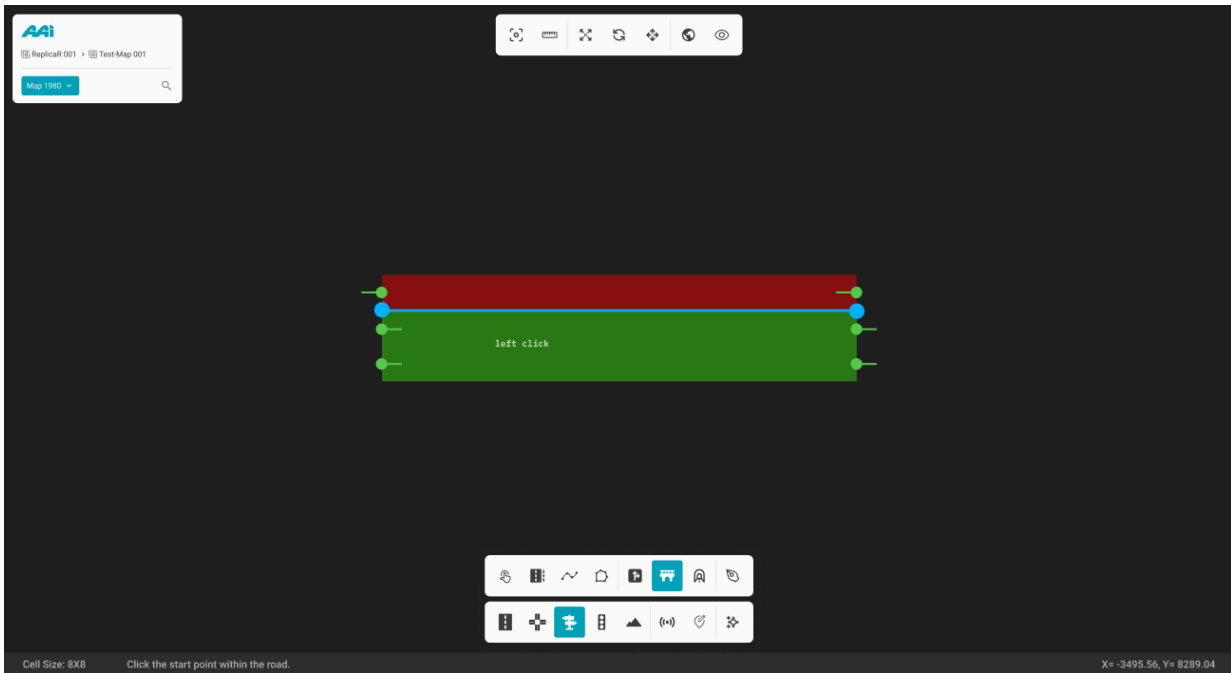 AAi
ReplicaR 001 > Test-Map 001
Map 1980
left click
Cell Size: 8X8
Click the start point within the road.
X= -3495.56, Y= 8289.04